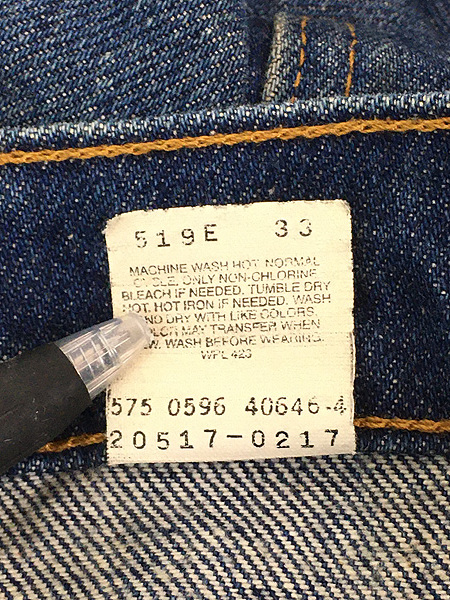 519E 33
MACHINE WASH HOT NORMAL
CYCLE. ONLY NON-CHLORINE
BLEACH IF NEEDED. TUMBLE DRY
HOT. HOT IRON IF NEEDED. WASH
AND DRY WITH LIKE COLORS.
COLOR MAY TRANSFER WHEN
WASH BEFORE WEARING.
WPL 423
575 0596 40646-4
20517-0217